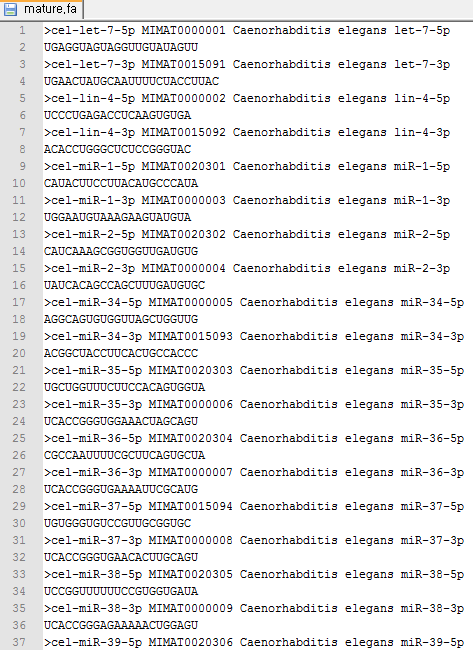 mature.fa
1 >cel-let-7-5p MIMAT0000001 Caenorhabditis elegans let-7-5p
2 UGAGGUAGUAGGUUGUAUAGUU
3 >cel-let-7-3p MIMAT0015091 Caenorhabditis elegans let-7-3p
4 UGAACUAUGCAAUUUUCUACCUUAC
5 >cel-lin-4-5p MIMAT0000002 Caenorhabditis elegans lin-4-5p
6 UCCCUGAGACCUCAAGUGUGA
7 >cel-lin-4-3p MIMAT0015092 Caenorhabditis elegans lin-4-3p
8 ACACCUGGGCUCUCCGGGUAC
9 >cel-miR-1-5p MIMAT0020301 Caenorhabditis elegans miR-1-5p
10 CAUACUUCCUUACAUGCCCAUA
11 >cel-miR-1-3p MIMAT0000003 Caenorhabditis elegans miR-1-3p
12 UGGAAUGUAAAGAAGUAUGUA
13 >cel-miR-2-5p MIMAT0020302 Caenorhabditis elegans miR-2-5p
14 CAUCAAAGCGGUGGUUGAUGUG
15 >cel-miR-2-3p MIMAT0000004 Caenorhabditis elegans miR-2-3p
16 UAUCACAGCCAGCUUUGAUGUGC
17 >cel-miR-34-5p MIMAT0000005 Caenorhabditis elegans miR-34-5p
18 AGGCAGUGUGGUUAGCUGGUUG
19 >cel-miR-34-3p MIMAT0015093 Caenorhabditis elegans miR-34-3p
20 ACGGCUACCUUCACUGCCACCC
21 >cel-miR-35-5p MIMAT0020303 Caenorhabditis elegans miR-35-5p
22 UGCUGGUUUCUUCCACAGUGGUA
23 >cel-miR-35-3p MIMAT0000006 Caenorhabditis elegans miR-35-3p
24 UCACCGGGUGGAAACUAGCAGU
25 >cel-miR-36-5p MIMAT0020304 Caenorhabditis elegans miR-36-5p
26 CGCCAAUUUUCGCUUCAGUGCUA
27 >cel-miR-36-3p MIMAT0000007 Caenorhabditis elegans miR-36-3p
28 UCACCGGGUGAAAAUUCGCAUG
29 >cel-miR-37-5p MIMAT0015094 Caenorhabditis elegans miR-37-5p
30 UGUGGGUGUCCGUUGCGGUGC
31 >cel-miR-37-3p MIMAT0000008 Caenorhabditis elegans miR-37-3p
32 UCACCGGGUGAACACUUGCAGU
33 >cel-miR-38-5p MIMAT0020305 Caenorhabditis elegans miR-38-5p
34 UCCGGUUUUUUCCGUGGUGAUA
35 >cel-miR-38-3p MIMAT0000009 Caenorhabditis elegans miR-38-3p
36 UCACCGGGAGAAAAACUGGAGU
37 >cel-miR-39-5p MIMAT0020306 Caenorhabditis elegans miR-39-5p